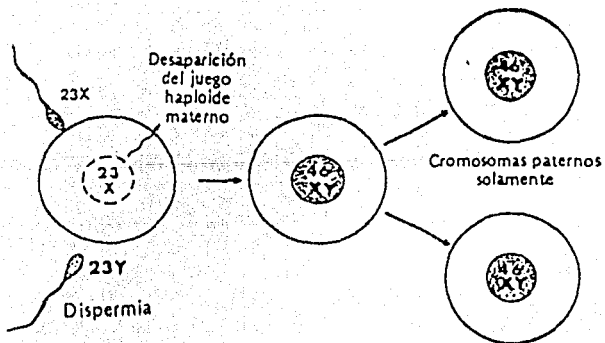 23X
Desaparición
del juego
haploide
materno
23
X
46
XY
46
XY
Cromosomas paternos
solamente
46
XY
23Y
Dispermia